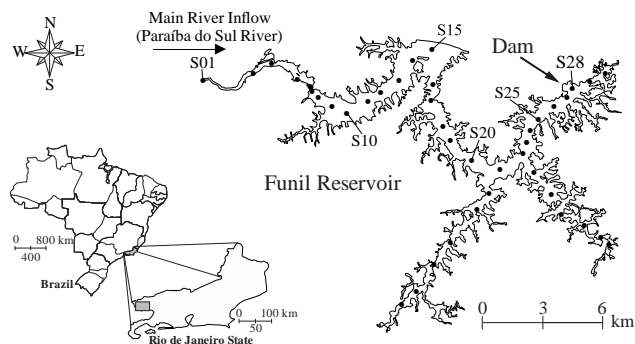 N
W E
S
Main River Inflow
(Paraíba do Sul River)
S01
S15
Dam
S28
S25
S10
S20
Funil Reservoir
0 800 km
400
Brazil
0 100 km
50
Rio de Janeiro State
0 3 6
km